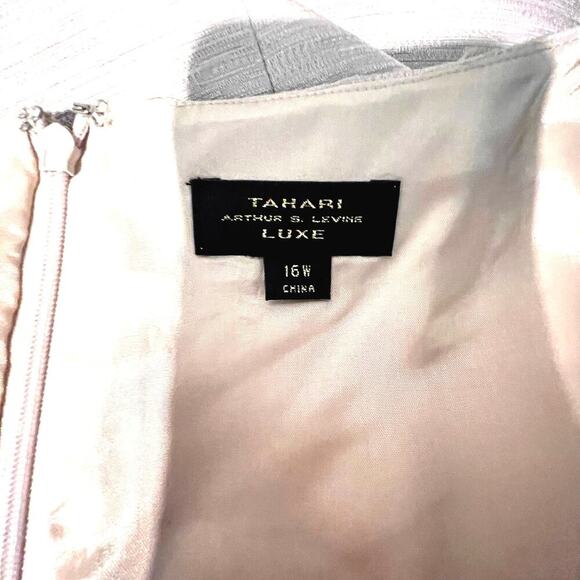 TAHARI
ARTHUR S. LEVINE
LUXE
16W
CHINA